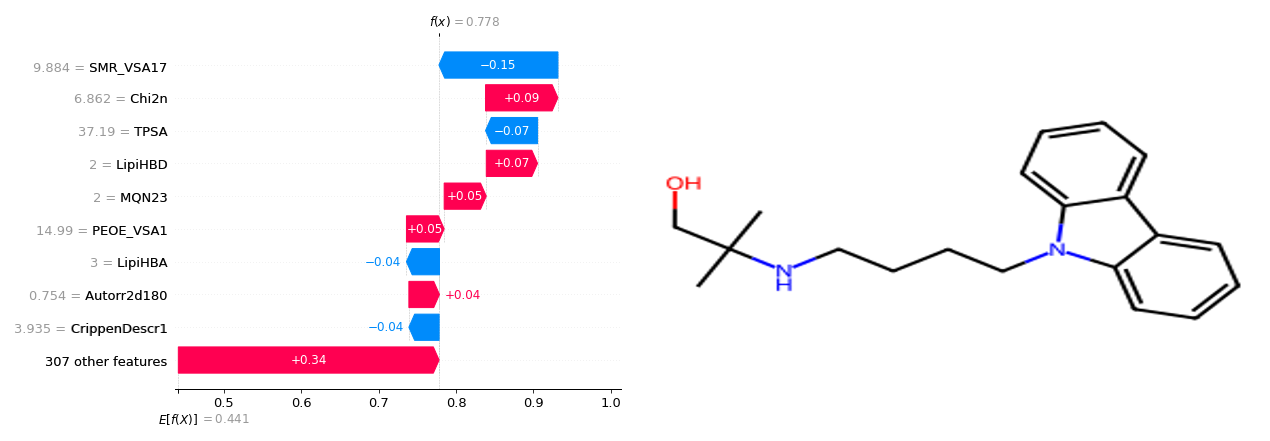 f(x) = 0.778
9.884 = SMR_VSA17
−0.15
6.862 = Chi2n
+0.09
37.19 = TPSA
−0.07
2 = LipiHBD
+0.07
2 = MQN23
+0.05
14.99 = PEOE_VSA1
+0.05
3 = LipiHBA
−0.04
0.754 = Autorr2d180
+0.04
3.935 = CrippenDescr1
−0.04
307 other features
+0.34
0.5 0.6 0.7 0.8 0.9 1.0
E[f(X)] = 0.441
OH
N
H
N